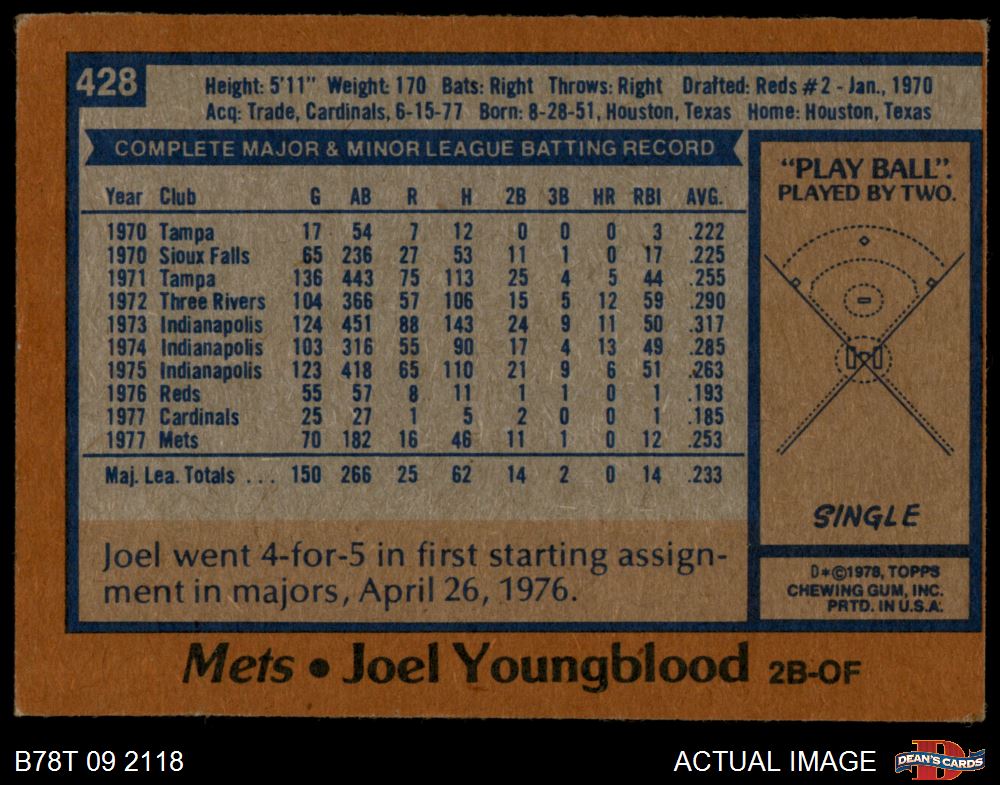 428
Height: 5'11" Weight: 170 Bats: Right Throws: Right Drafted: Reds #2 - Jan., 1970
Acq: Trade, Cardinals, 6-15-77 Born: 8-28-51, Houston, Texas Home: Houston, Texas
COMPLETE MAJOR & MINOR LEAGUE BATTING RECORD
Year Club G AB R H 2B 3B HR RBI AVG.
1970 Tampa 17 54 7 12 0 0 0 3 .222
1970 Sioux Falls 65 236 27 53 11 1 0 17 .225
1971 Tampa 136 443 75 113 25 4 5 44 .255
1972 Three Rivers 104 366 57 106 15 5 12 59 .290
1973 Indianapolis 124 451 88 143 24 9 11 50 .317
1974 Indianapolis 103 316 55 90 17 4 13 49 .285
1975 Indianapolis 123 418 65 110 21 9 6 51 .263
1976 Reds 55 57 8 11 1 1 0 1 .193
1977 Cardinals 25 27 1 5 2 0 0 1 .185
1977 Mets 70 182 16 46 11 1 0 12 .253
Maj. Lea. Totals ... 150 266 25 62 14 2 0 14 .233
Joel went 4-for-5 in first starting assign-
ment in majors, April 26, 1976.
"PLAY BALL".
PLAYED BY TWO.
SINGLE
D*©1978, TOPPS
CHEWING GUM, INC.
PRTD. IN U.S.A.
Mets • Joel Youngblood 2B-OF
B78T 09 2118
ACTUAL IMAGE
D
DEAN'S CARDS